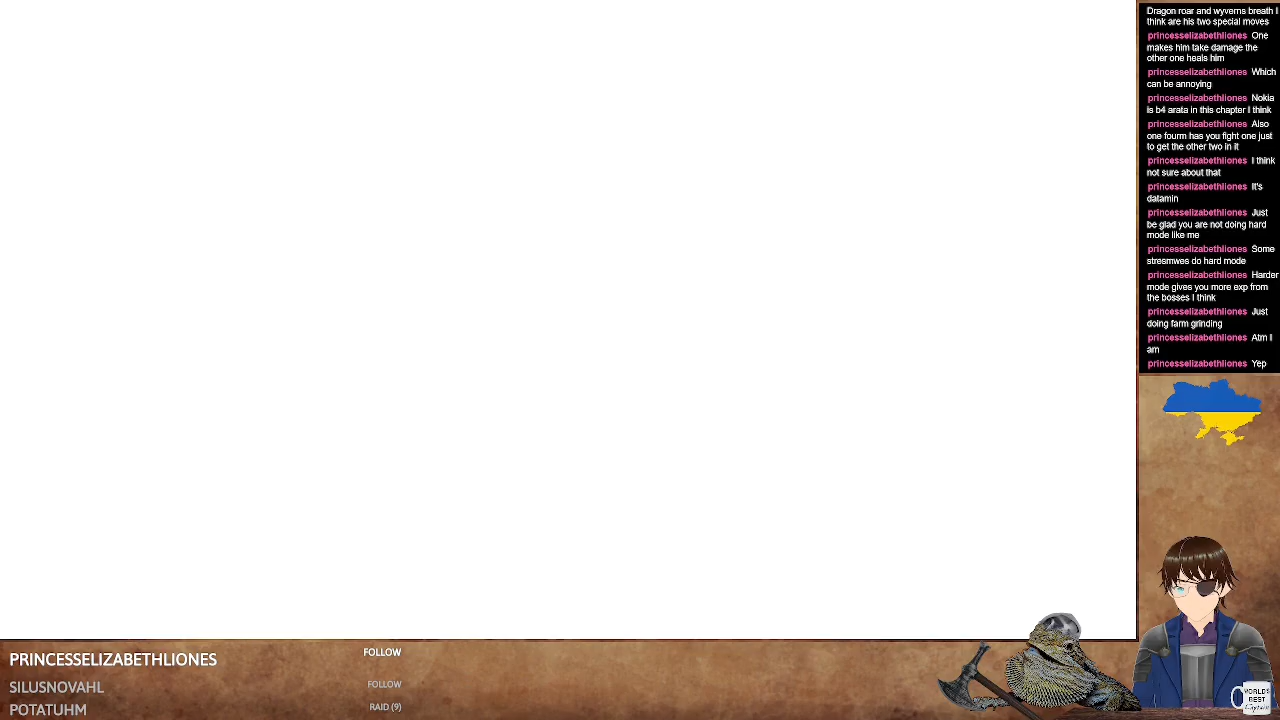 Dragon roar and wyverns breath I
think are his two special moves
princesselizabethliones One
makes him take damage the
other one heals him
princesselizabethliones Which
can be annoying
princesselizabethliones Nokia
is b4 arata in this chapter I think
princesselizabethliones Also
one fourm has you fight one just
to get the other two in it
princesselizabethliones I think
not sure about that
princesselizabethliones It's
datamin
princesselizabethliones Just
be glad you are not doing hard
mode like me
princesselizabethliones Some
stresmwes do hard mode
princesselizabethliones Harder
mode gives you more exp from
the bosses I think
princesselizabethliones Just
doing farm grinding
princesselizabethliones Atm I
am
princesselizabethliones Yep
PRINCESSELIZABETHLIONES FOLLOW
SILUSNOVAHL FOLLOW
POTATUHM RAID (9)
WORLD'S
BEST
Captain